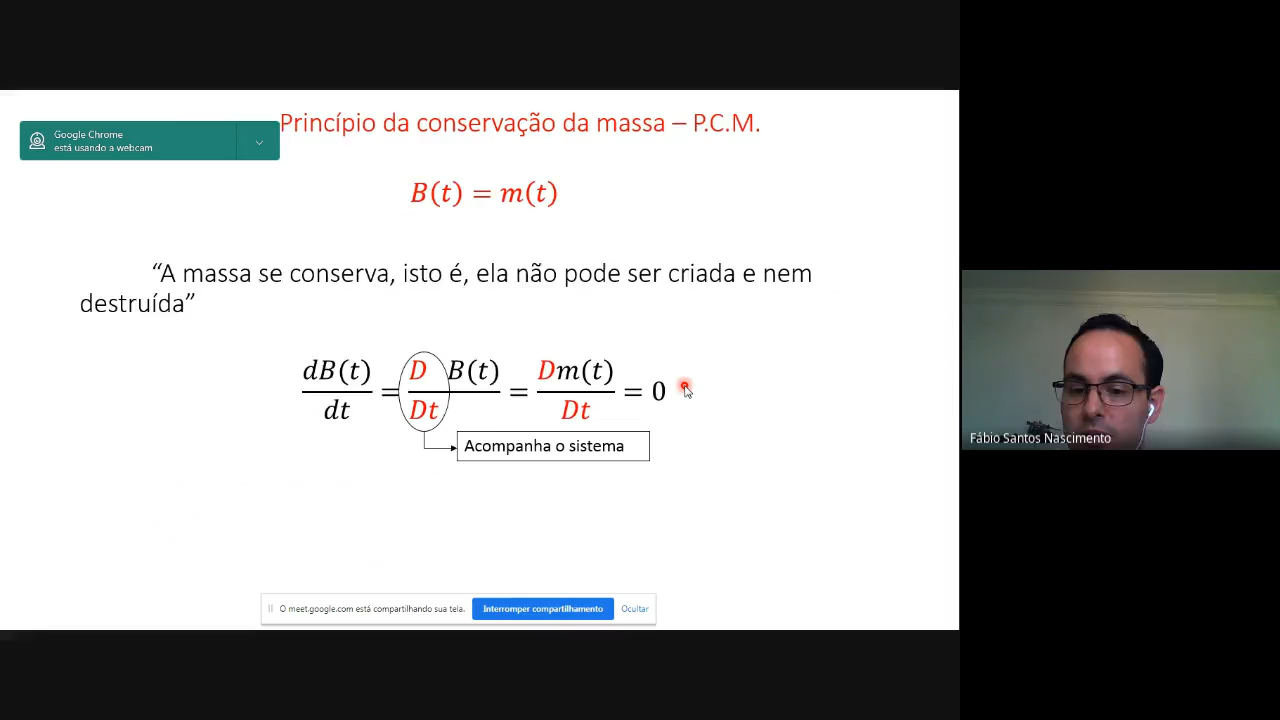 Google Chrome
está usando a webcam
Princípio da conservação da massa – P.C.M.
B(t) = m(t)
“A massa se conserva, isto é, ela não pode ser criada e nem
destruída”
dB(t)/dt = D/Dt B(t) = Dm(t)/Dt = 0
Acompanha o sistema
Fábio Santos Nascimento
O meet.google.com está compartilhando sua tela.
Interromper compartilhamento
Ocultar